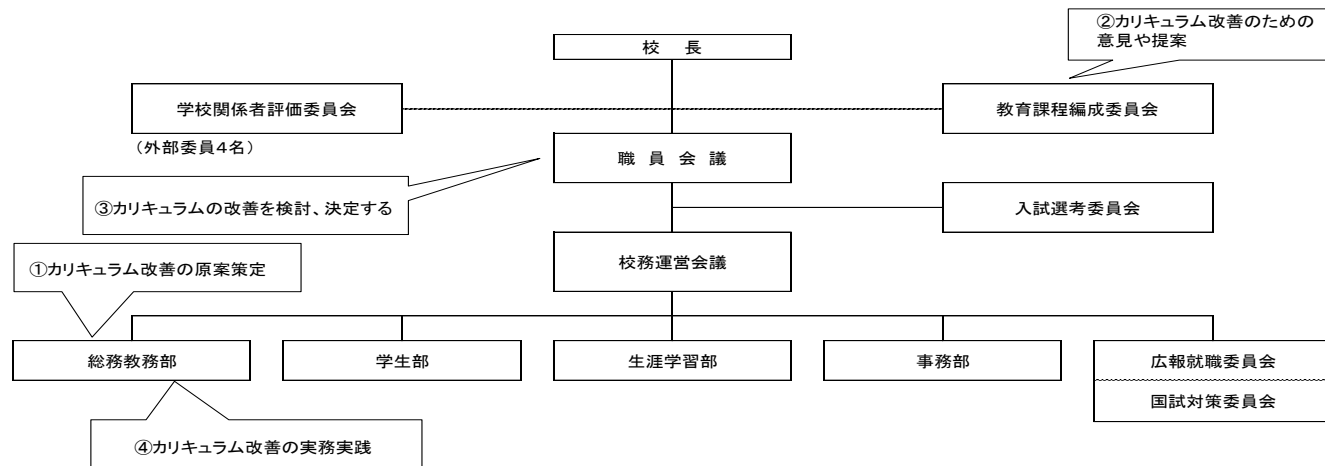 ②カリキュラム改善のための
意見や提案
校　長
学校関係者評価委員会
教育課程編成委員会
（外部委員４名）
職　員　会　議
③カリキュラムの改善を検討、決定する
入試選考委員会
校務運営会議
①カリキュラム改善の原案策定
総務教務部
学生部
生涯学習部
事務部
広報就職委員会
国試対策委員会
④カリキュラム改善の実務実践